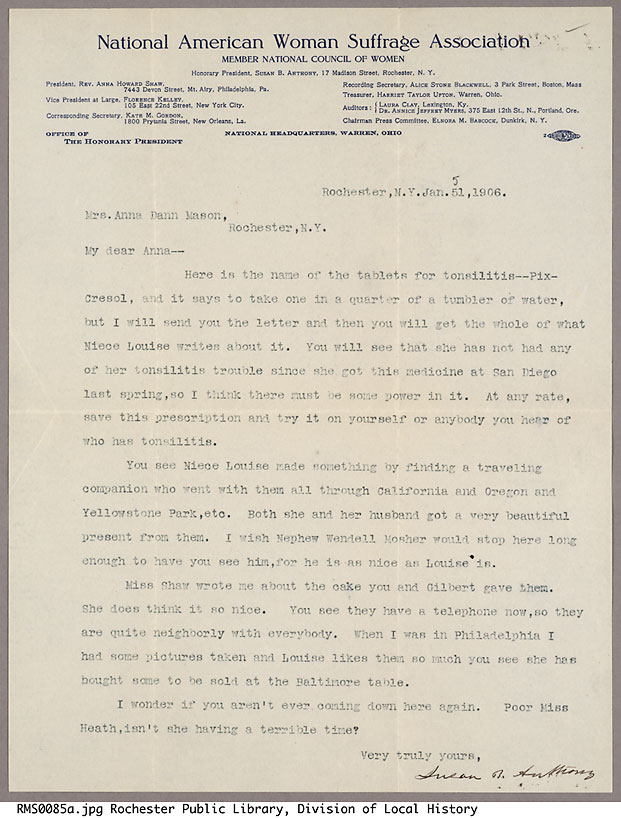 National American Woman Suffrage Association
MEMBER NATIONAL COUNCIL OF WOMEN
Honorary President, SUSAN B. ANTHONY, 17 Madison Street, Rochester, N. Y.
President, REV. ANNA HOWARD SHAW,
7443 Devon Street, Mt. Airy, Philadelphia, Pa.
Vice President at Large, FLORENCE KELLEY,
105 East 22nd Street, New York City.
Corresponding Secretary, KATE M. GORDON,
1800 Prytania Street, New Orleans, La.
Recording Secretary, ALICE STONE BLACKWELL, 3 Park Street, Boston, Mass
Treasurer, HARRIET TAYLOR UPTON, Warren, Ohio.
Auditors: { LAURA CLAY, Lexington, Ky.
DR. ANNICE JEFFREY MYERS, 375 East 12th St., N., Portland, Ore.
Chairman Press Committee, ELNORA M. BABCOCK, Dunkirk, N. Y.
OFFICE OF
THE HONORARY PRESIDENT
NATIONAL HEADQUARTERS, WARREN, OHIO
5
Rochester,N.Y.Jan.51,1906.
Mrs.Anna Dann Mason,
Rochester,N.Y.
My dear Anna--
Here is the name of the tablets for tonsilitis--Pix-
Cresol, and it says to take one in a quarter of a tumbler of water,
but I will send you the letter and then you will get the whole of what
Niece Louise writes about it. You will see that she has not had any
of her tonsilitis trouble since she got this medicine at San Diego
last spring,so I think there must be some power in it. At any rate,
save this prescription and try it on yourself or anybody you hear of
who has tonsilitis.
You see Niece Louise made something by finding a traveling
companion who went with them all through California and Oregon and
Yellowstone Park,etc. Both she and her husband got a very beautiful
present from them. I wish Nephew Wendell Mosher would stop here long
enough to have you see him,for he is as nice as Louise is.
Miss Shaw wrote me about the cake you and Gilbert gave them.
She does think it so nice. You see they have a telephone now,so they
are quite neighborly with everybody. When I was in Philadelphia I
had some pictures taken and Louise likes them so much you see she has
bought some to be sold at the Baltimore table.
I wonder if you aren't ever coming down here again. Poor Miss
Heath,isn't she having a terrible time?
Very truly yours,
Susan B. Anthony
RMS0085a.jpg Rochester Public Library, Division of Local History